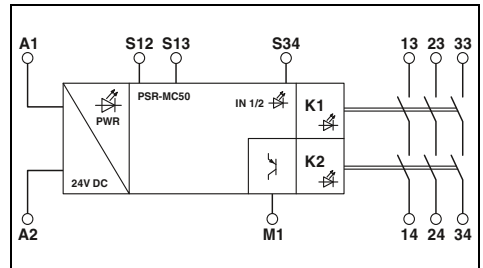 A1 S12 S13 S34 13 23 33
PSR-MC50 IN 1/2 K1
PWR
K2
24V DC
A2 M1 14 24 34